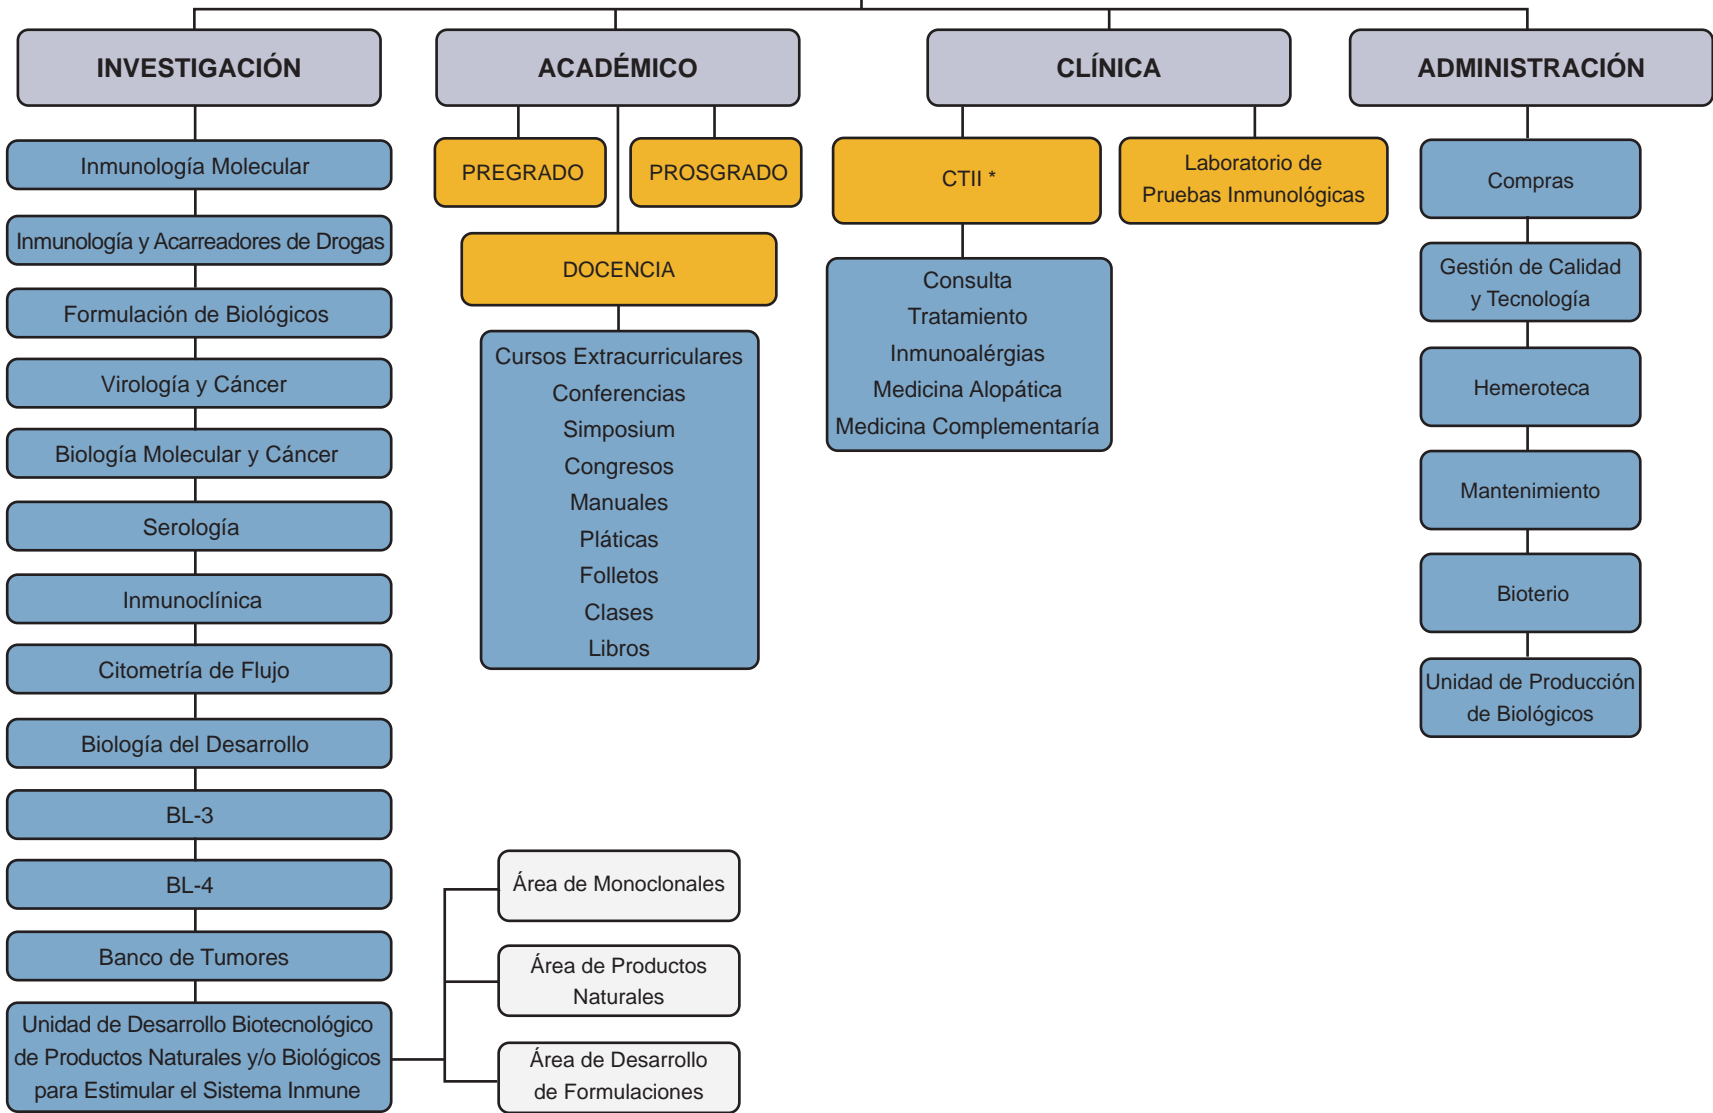 INVESTIGACIÓN
Inmunología Molecular
Inmunología y Acarreadores de Drogas
Formulación de Biológicos
Virología y Cáncer
Biología Molecular y Cáncer
Serología
Inmunoclínica
Citometría de Flujo
Biología del Desarrollo
BL-3
BL-4
Banco de Tumores
Unidad de Desarrollo Biotecnológico
de Productos Naturales y/o Biológicos
para Estimular el Sistema Inmune
Área de Monoclonales
Área de Productos
Naturales
Área de Desarrollo
de Formulaciones
ACADÉMICO
PREGRADO
PROSGRADO
DOCENCIA
Cursos Extracurriculares
Conferencias
Simposium
Congresos
Manuales
Pláticas
Folletos
Clases
Libros
CLÍNICA
CTII *
Laboratorio de
Pruebas Inmunológicas
Consulta
Tratamiento
Inmunoalérgias
Medicina Alopática
Medicina Complementaría
ADMINISTRACIÓN
Compras
Gestión de Calidad
y Tecnología
Hemeroteca
Mantenimiento
Bioterio
Unidad de Producción
de Biológicos